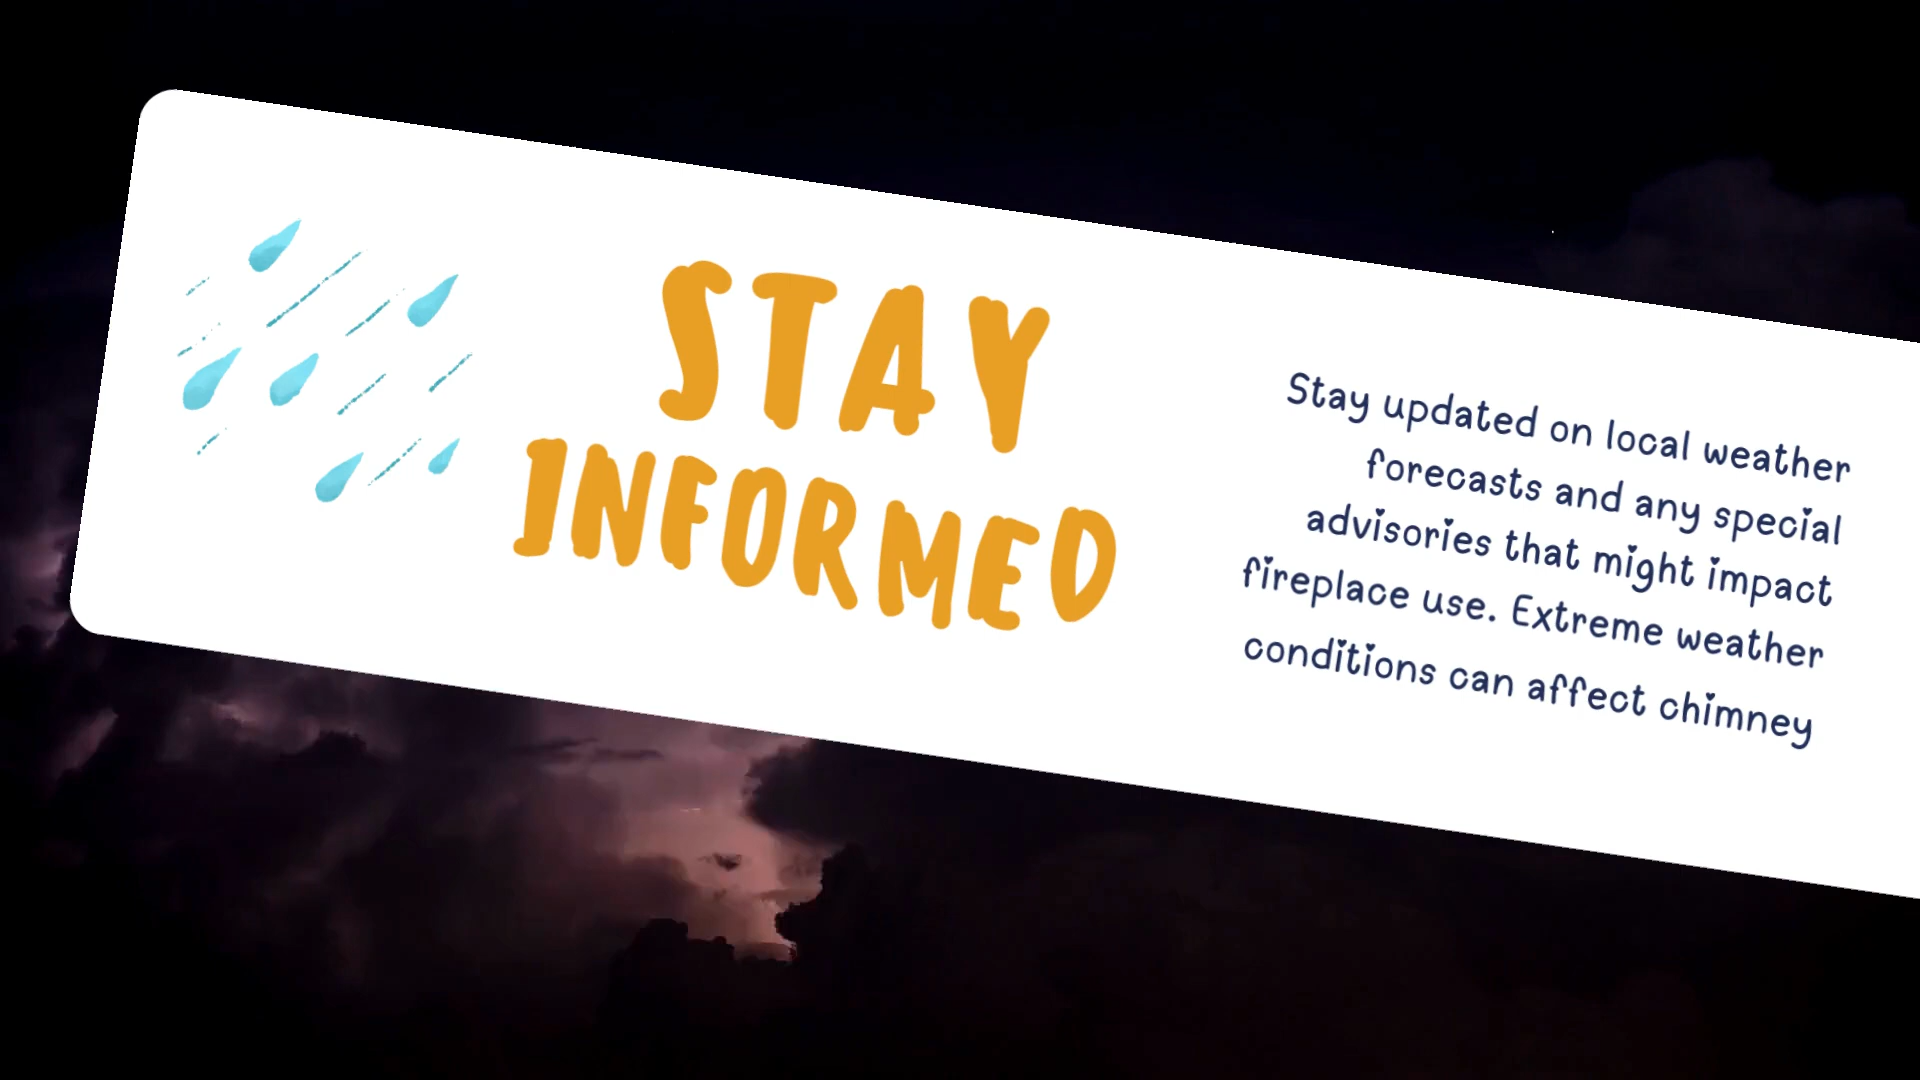 STAY
INFORMED
Stay updated on local weather
forecasts and any special
advisories that might impact
fireplace use. Extreme weather
conditions can affect chimney